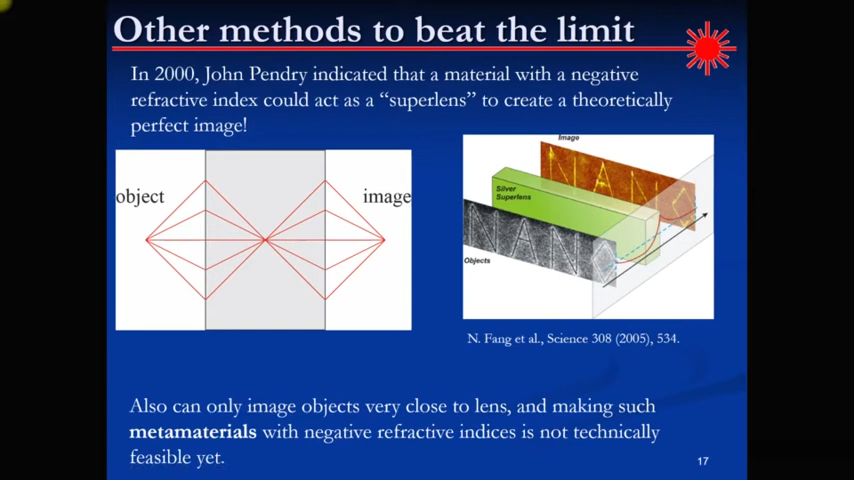 Other methods to beat the limit
In 2000, John Pendry indicated that a material with a negative
refractive index could act as a “superlens” to create a theoretically
perfect image!
object
image
Image
Silver
Superlens
NANO
NANO
Objects
N. Fang et al., Science 308 (2005), 534.
Also can only image objects very close to lens, and making such
metamaterials with negative refractive indices is not technically
feasible yet.
17